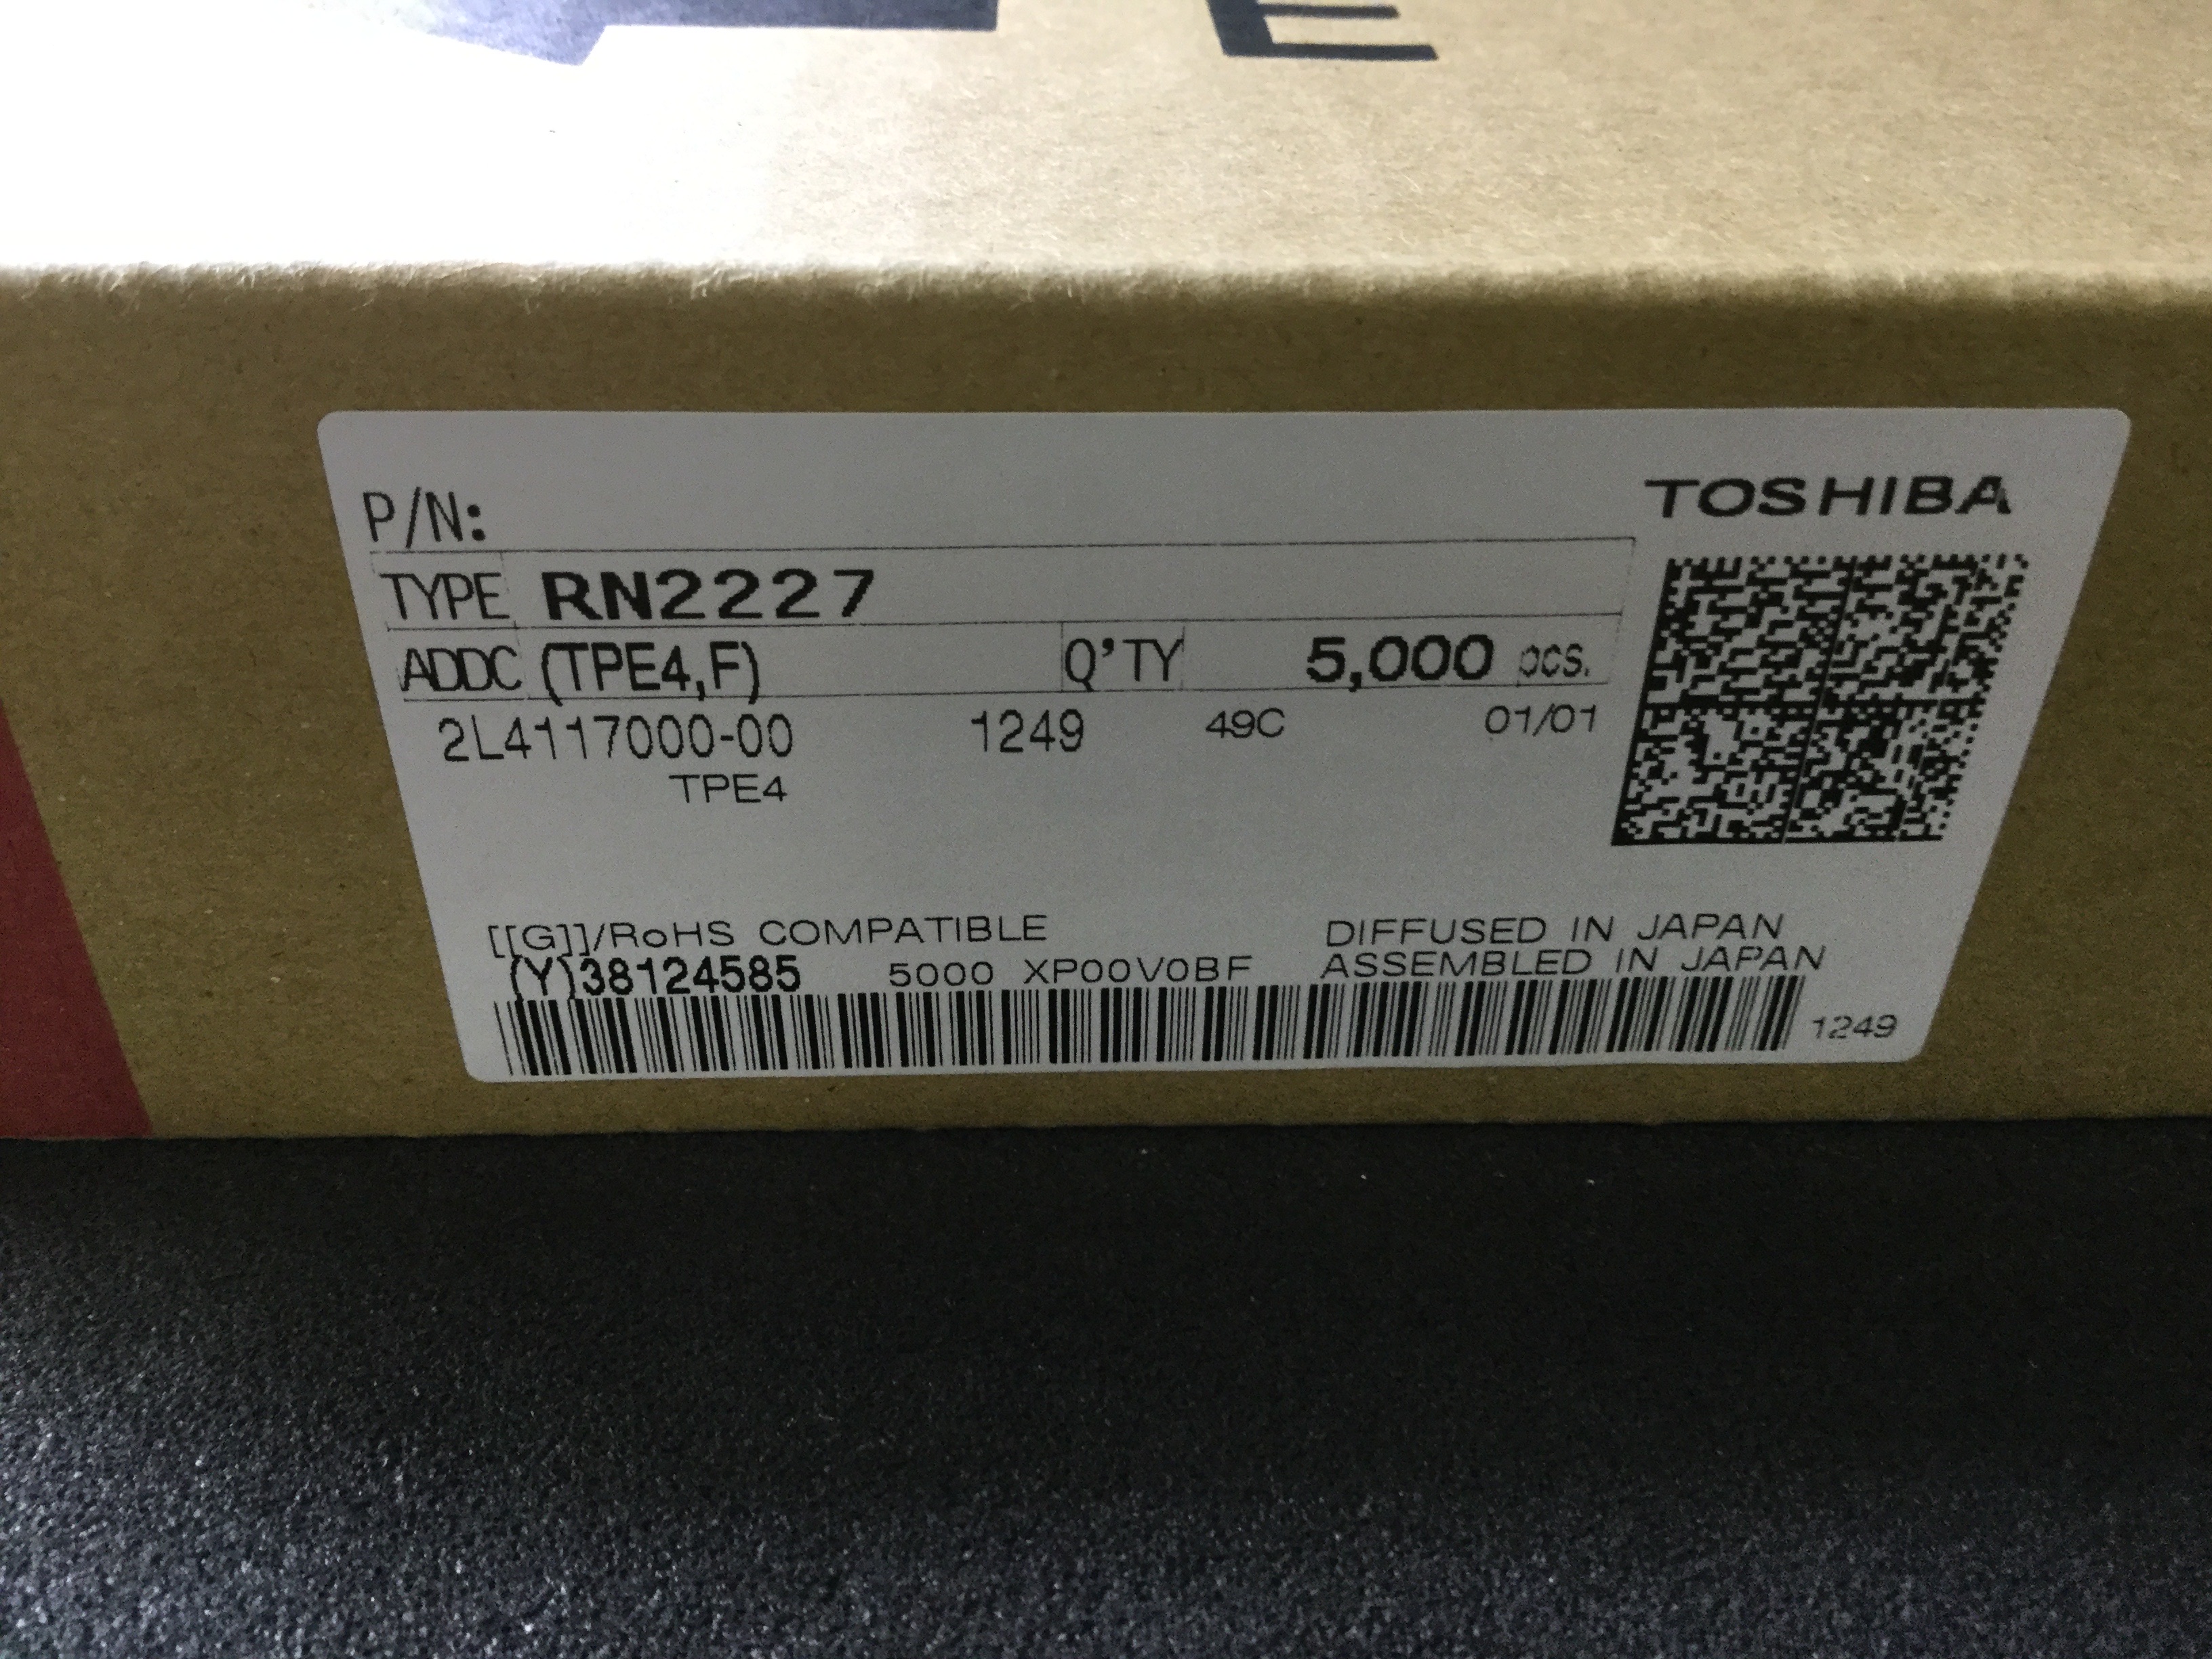 E
P/N:
TOSHIBA
TYPE RN2227
ADDC (TPE4,F) Q'TY 5,000 pcs.
2L4117000-00 1249 49C 01/01
TPE4
[[G]]/RoHS COMPATIBLE DIFFUSED IN JAPAN
(Y)38124585 5000 XP00V0BF ASSEMBLED IN JAPAN
1249